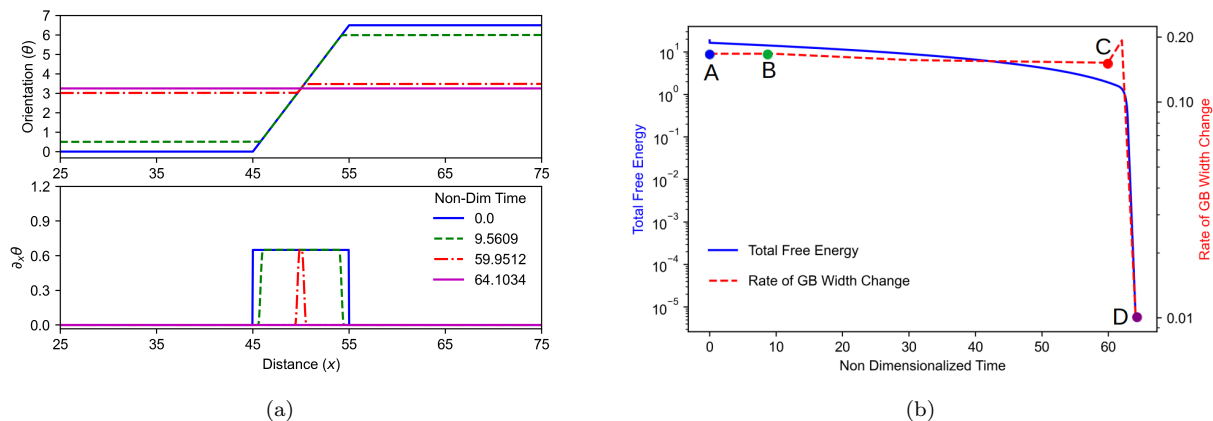 7
6
5
4
3
2
1
0
Orientation (θ)
25 35 45 55 65 75
1.2
0.9
0.6
0.3
0.0
∂ₓθ
Non-Dim Time
0.0
9.5609
59.9512
64.1034
25 35 45 55 65 75
Distance (x)
(a)
10¹
10⁰
10⁻¹
10⁻²
10⁻³
10⁻⁴
10⁻⁵
Total Free Energy
A
B
C
D
Total Free Energy
Rate of GB Width Change
0 10 20 30 40 50 60
Non Dimensionalized Time
0.20
0.10
0.01
Rate of GB Width Change
(b)